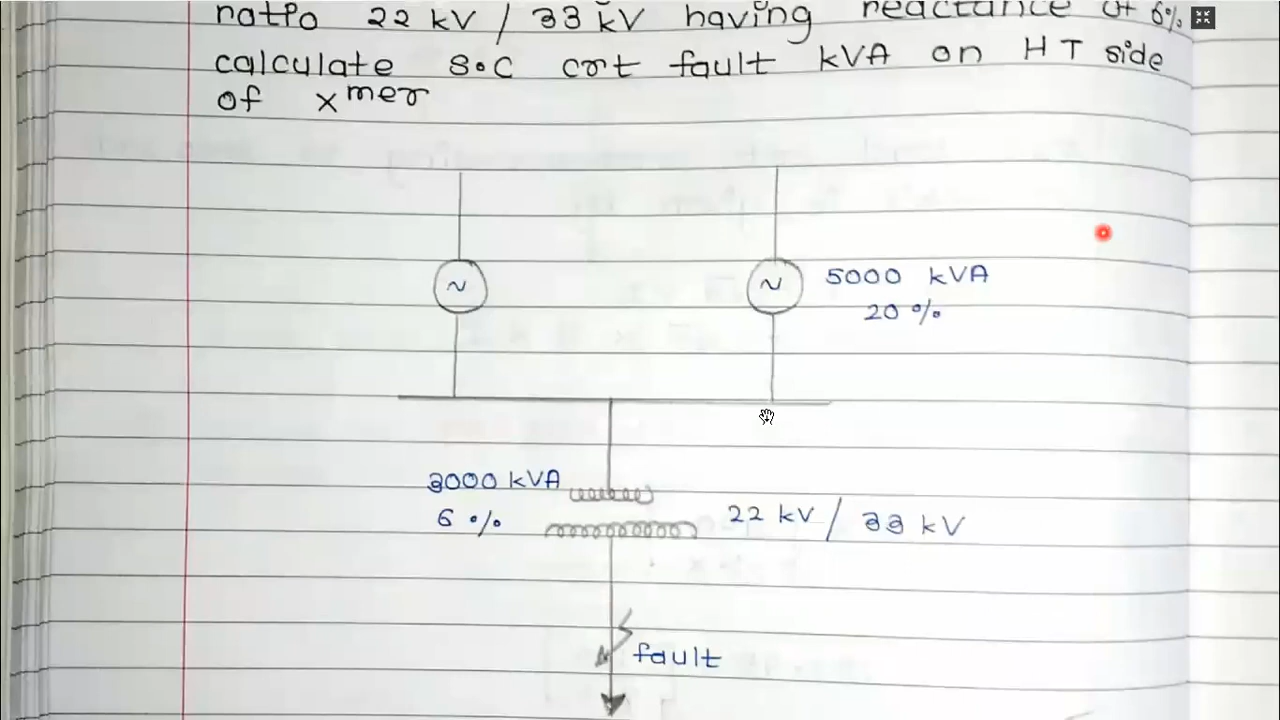 ratio 22 kV / 33 kV having reactance of 6%
calculate s.c crt fault kVA on HT side
of xmer
~
~
5000 kVA
20 %
3000 kVA
6 %
22 kV / 33 kV
fault